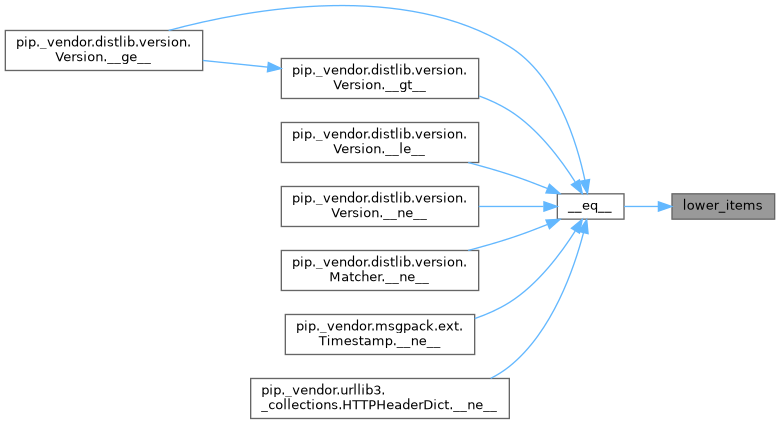 pip._vendor.distlib.version.
Version.__ge__
pip._vendor.distlib.version.
Version.__gt__
pip._vendor.distlib.version.
Version.__le__
pip._vendor.distlib.version.
Version.__ne__
pip._vendor.distlib.version.
Matcher.__ne__
pip._vendor.msgpack.ext.
Timestamp.__ne__
pip._vendor.urllib3.
_collections.HTTPHeaderDict.__ne__
__eq__
lower_items